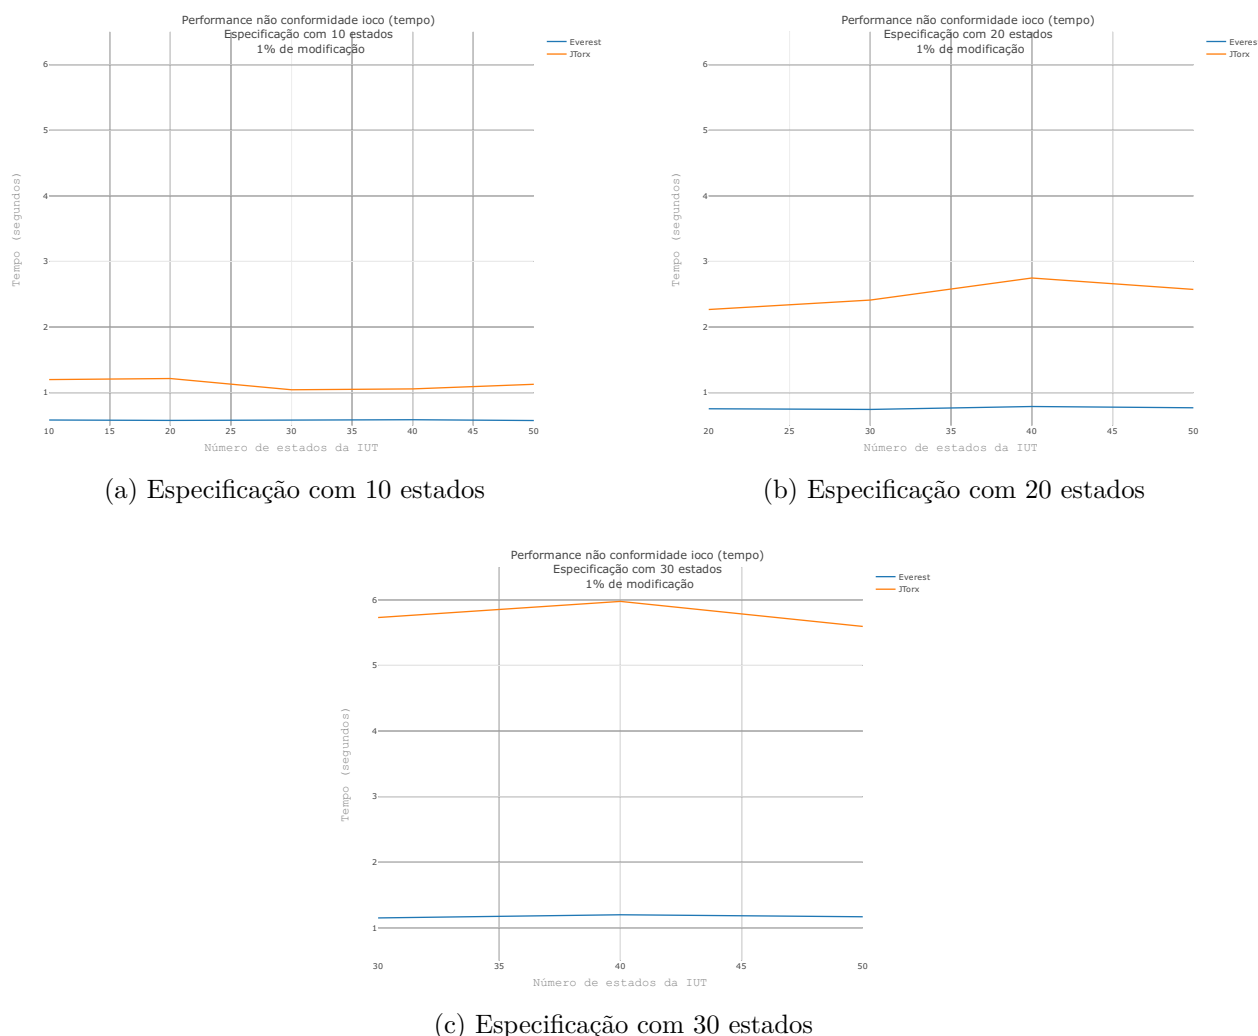 Performance não conformidade ioco (tempo)
Especificação com 10 estados
1% de modificação
Everest
JTorx
6
5
4
3
2
1
Tempo (segundos)
10 15 20 25 30 35 40 45 50
Número de estados da IUT
(a) Especificação com 10 estados
Performance não conformidade ioco (tempo)
Especificação com 20 estados
1% de modificação
Everes
JTorx
6
5
4
3
2
1
Tempo (segundos)
20 25 30 35 40 45 50
Número de estados da IUT
(b) Especificação com 20 estados
Performance não conformidade ioco (tempo)
Especificação com 30 estados
1% de modificação
Everest
JTorx
6
5
4
3
2
1
Tempo (segundos)
30 35 40 45 50
Número de estados da IUT
(c) Especificação com 30 estados